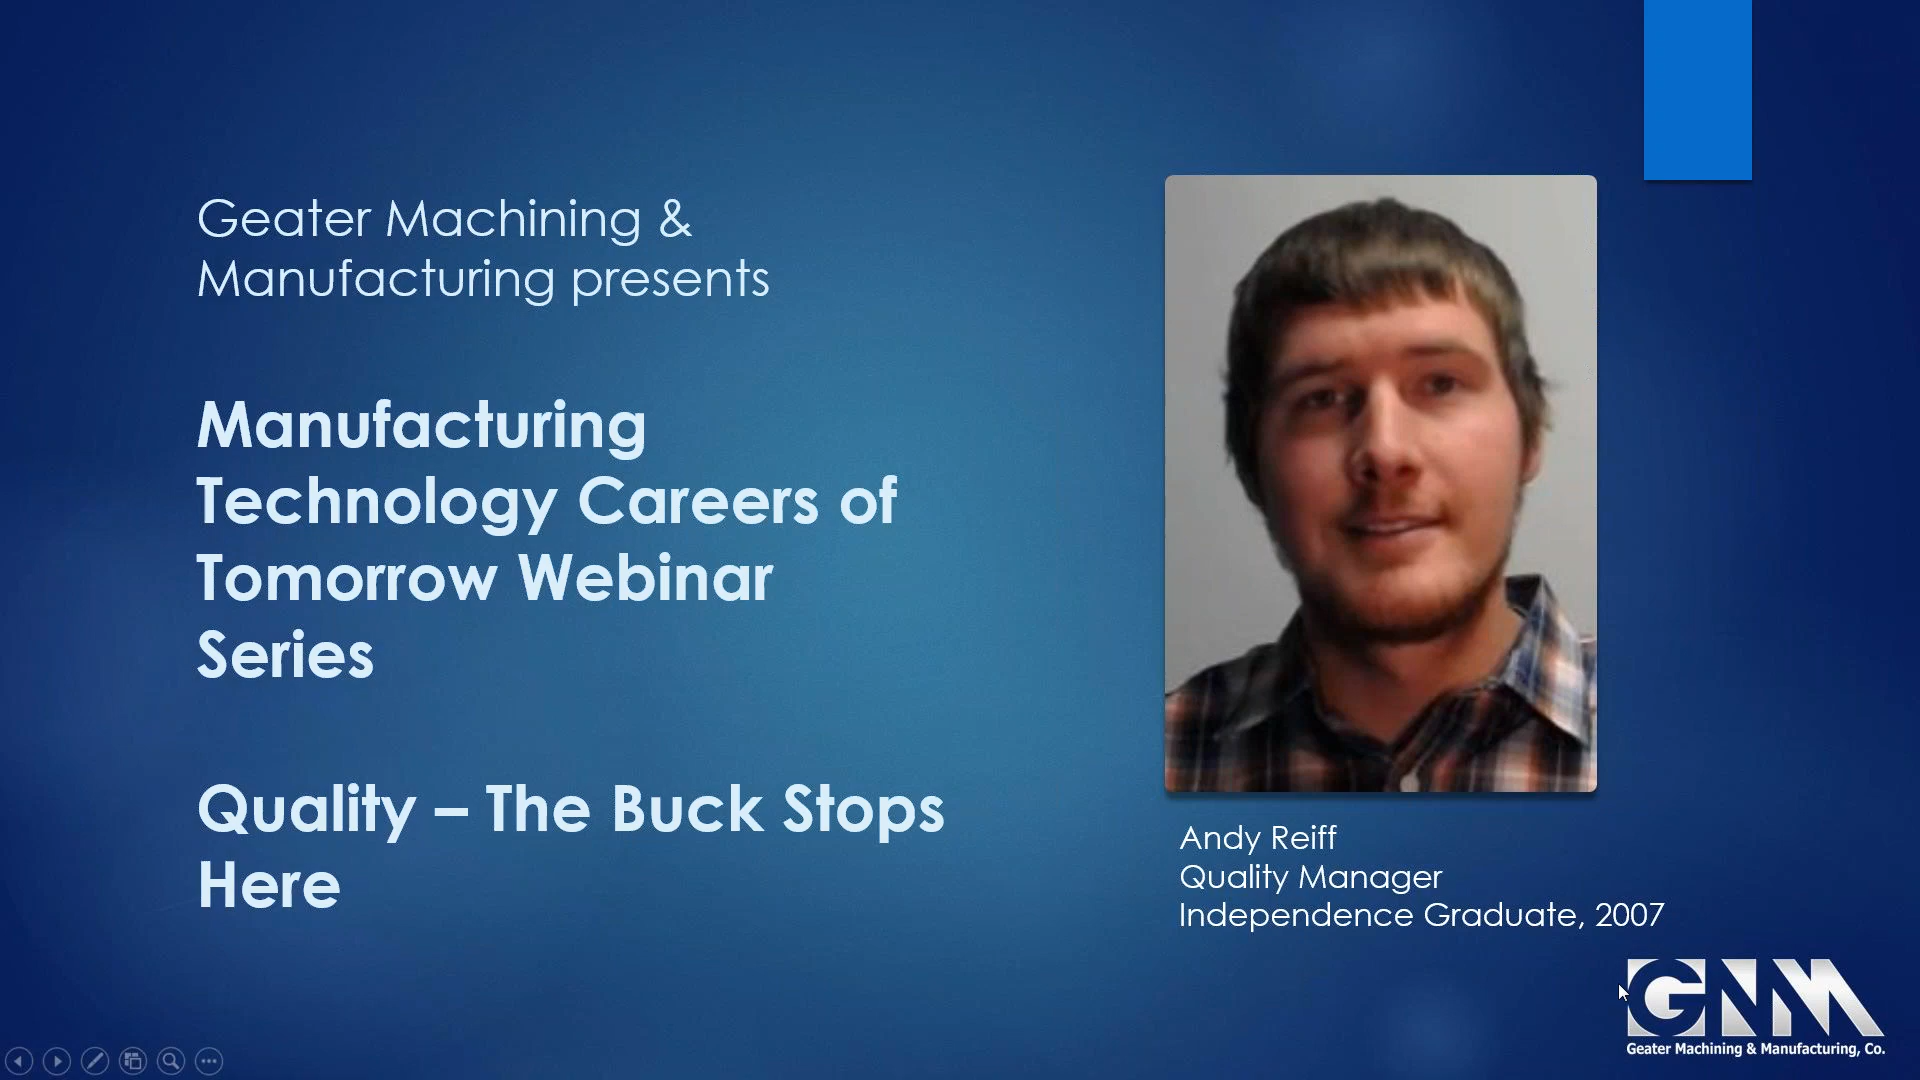 Geater Machining &
Manufacturing presents
Manufacturing
Technology Careers of
Tomorrow Webinar
Series
Quality – The Buck Stops
Here
Andy Reiff
Quality Manager
Independence Graduate, 2007
GMM
Geater Machining & Manufacturing, Co.